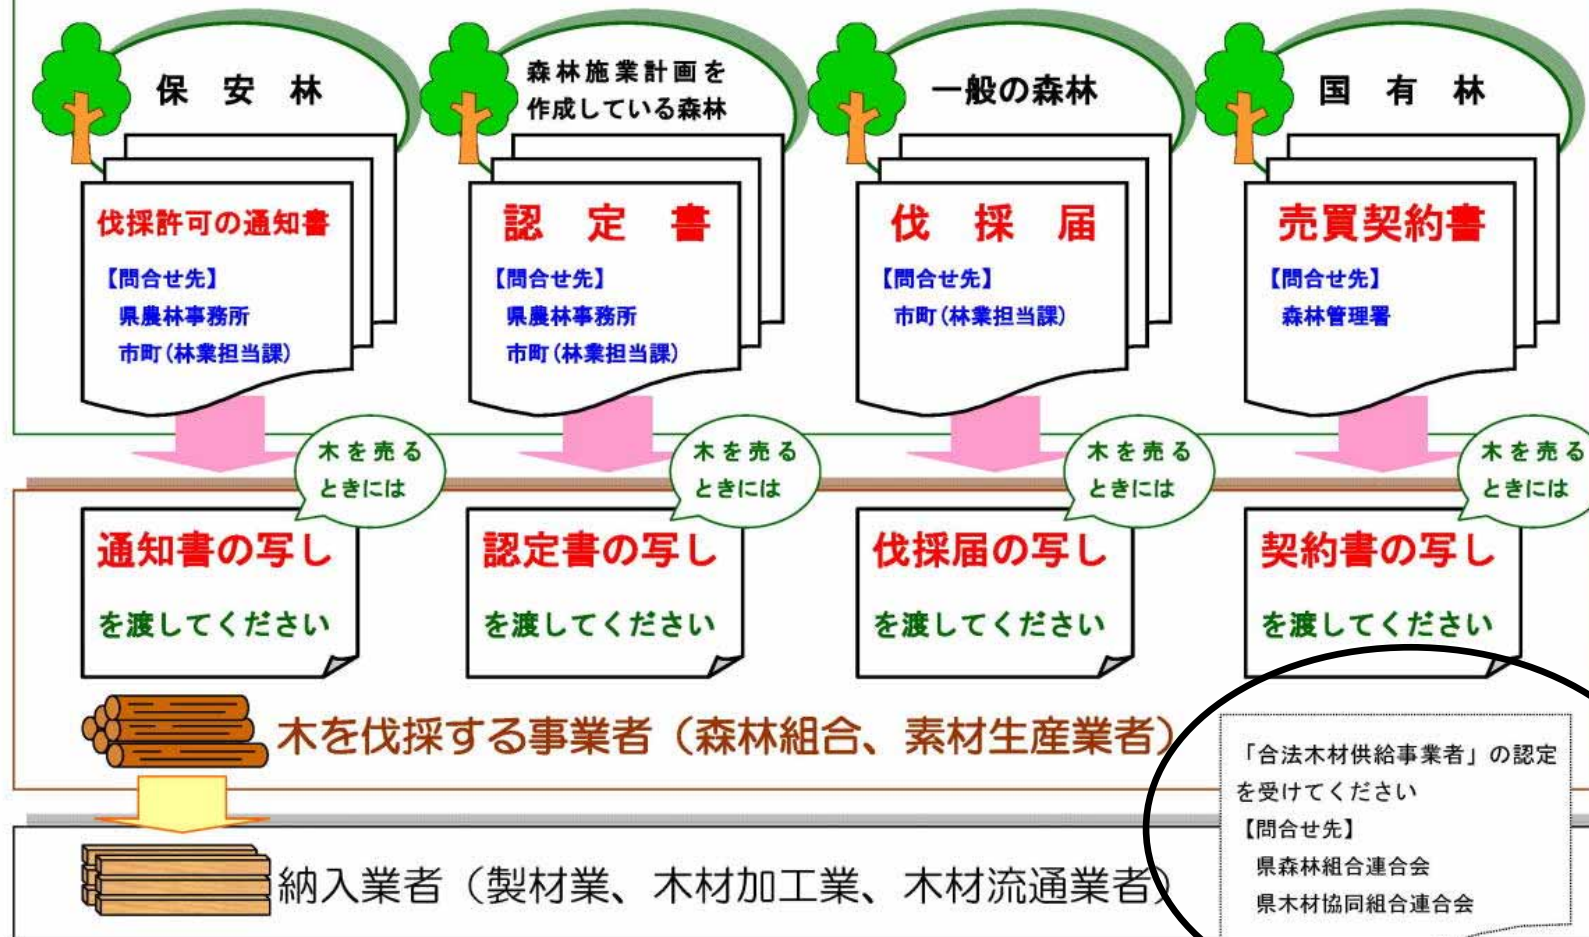 保安林
森林施業計画を
作成している森林
一般の森林
国有林
伐採許可の通知書
【問合せ先】
県農林事務所
市町(林業担当課)
認定書
【問合せ先】
県農林事務所
市町(林業担当課)
伐採届
【問合せ先】
市町(林業担当課)
売買契約書
【問合せ先】
森林管理署
木を売る
ときには
木を売る
ときには
木を売る
ときには
木を売る
ときには
通知書の写し
を渡してください
認定書の写し
を渡してください
伐採届の写し
を渡してください
契約書の写し
を渡してください
木を伐採する事業者（森林組合、素材生産業者）
「合法木材供給事業者」の認定
を受けてください
【問合せ先】
県森林組合連合会
県木材協同組合連合会
納入業者（製材業、木材加工業、木材流通業者）